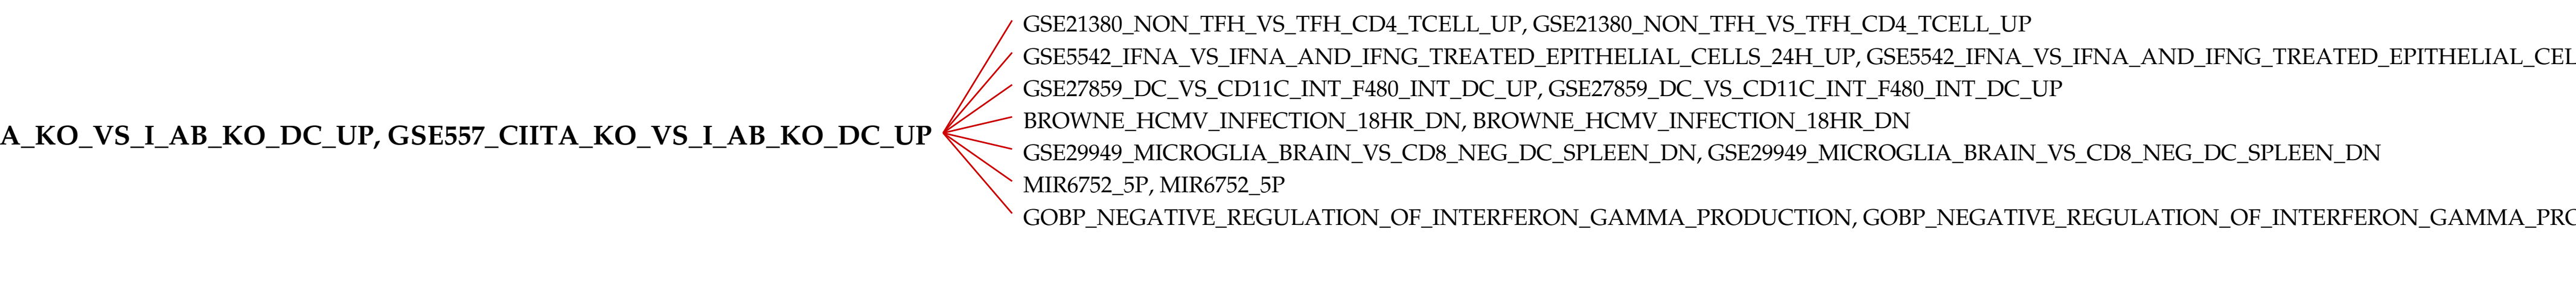 GSE21380_NON_TFH_VS_TFH_CD4_TCELL_UP, GSE21380_NON_TFH_VS_TFH_CD4_TCELL_UP
GSE5542_IFNA_VS_IFNA_AND_IFNG_TREATED_EPITHELIAL_CELLS_24H_UP, GSE5542_IFNA_VS_IFNA_AND_IFNG_TREATED_EPITHELIAL_CEL
GSE27859_DC_VS_CD11C_INT_F480_INT_DC_UP, GSE27859_DC_VS_CD11C_INT_F480_INT_DC_UP
BROWNE_HCMV_INFECTION_18HR_DN, BROWNE_HCMV_INFECTION_18HR_DN
A_KO_VS_I_AB_KO_DC_UP, GSE557_CIITA_KO_VS_I_AB_KO_DC_UP
GSE29949_MICROGLIA_BRAIN_VS_CD8_NEG_DC_SPLEEN_DN, GSE29949_MICROGLIA_BRAIN_VS_CD8_NEG_DC_SPLEEN_DN
MIR6752_5P, MIR6752_5P
GOBP_NEGATIVE_REGULATION_OF_INTERFERON_GAMMA_PRODUCTION, GOBP_NEGATIVE_REGULATION_OF_INTERFERON_GAMMA_PRO